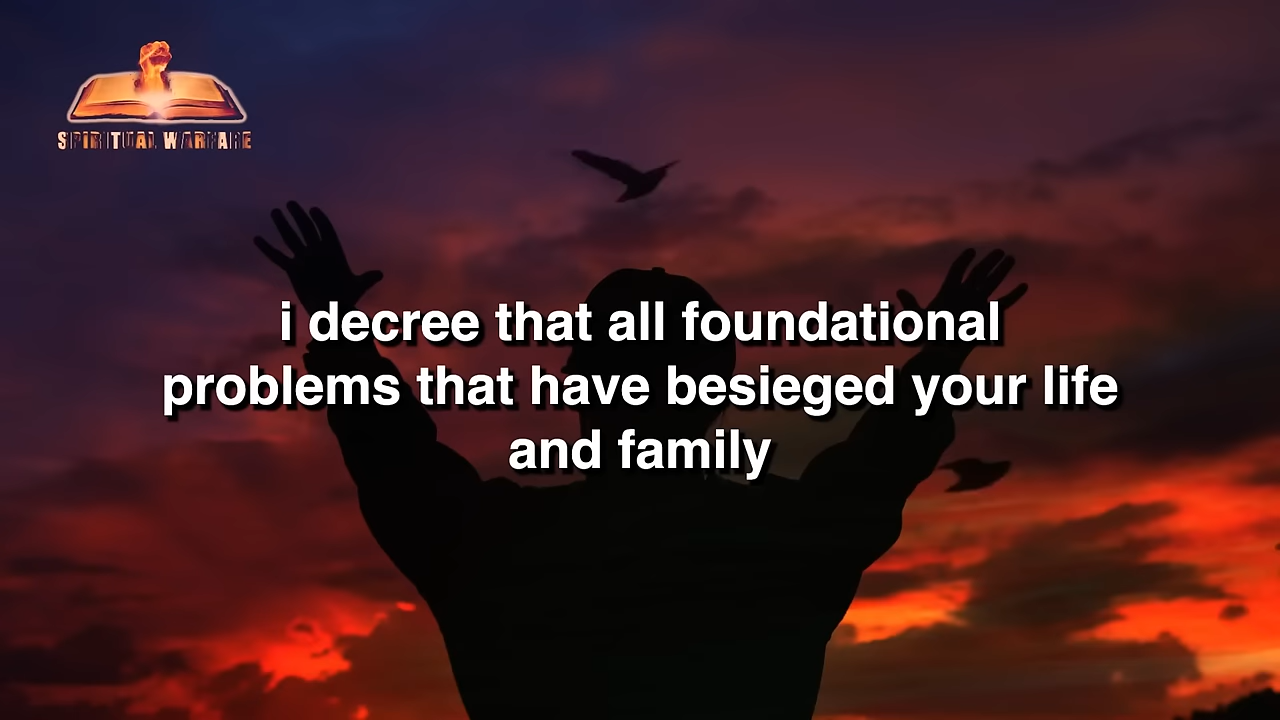 SPIRITUAL WARFARE
i decree that all foundational
problems that have besieged your life
and family